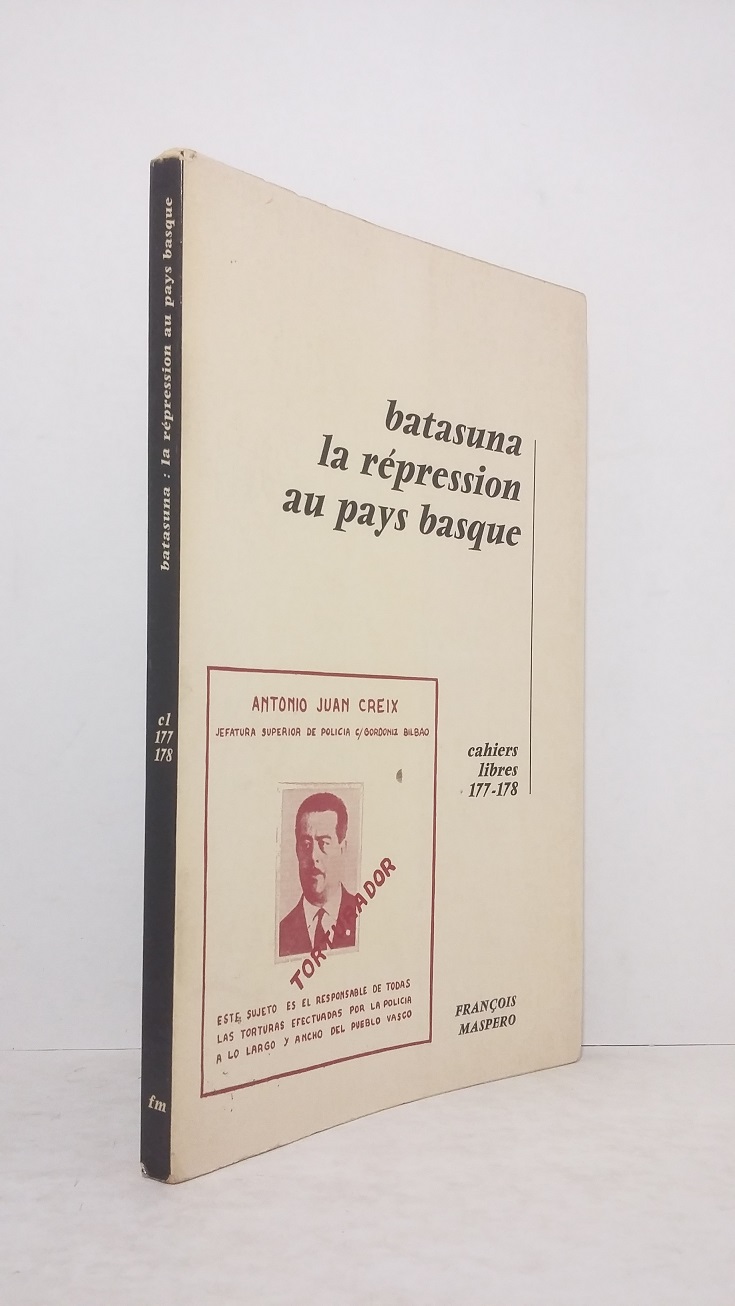 batasuna : la répression au pays basque
cl
177
178
fm
batasuna
la répression
au pays basque
ANTONIO JUAN CREIX
JEFATURA SUPERIOR DE POLICIA C/ GORDONIZ BILBAO
TORTURADOR
ESTE SUJETO ES EL RESPONSABLE DE TODAS
LAS TORTURAS EFECTUADAS POR LA POLICIA
A LO LARGO Y ANCHO DEL PUEBLO VASCO
cahiers
libres
177-178
FRANÇOIS
MASPERO